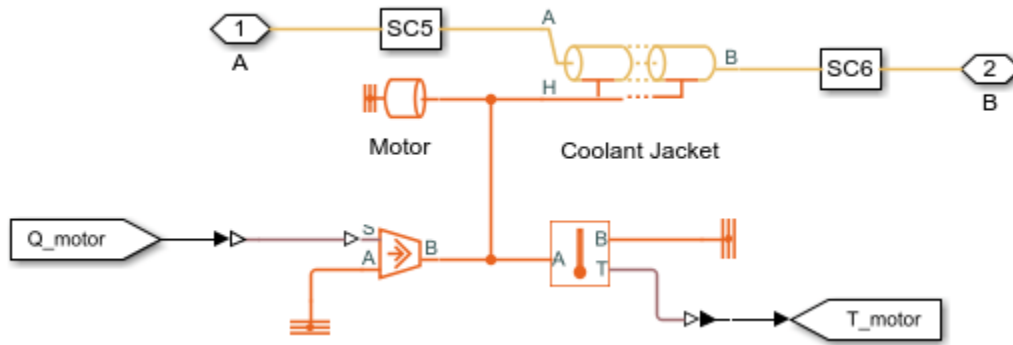 1
A
SC5
A
B
SC6
2
B
H
Motor
Coolant Jacket
Q_motor
S
A
B
A
B
T
T_motor